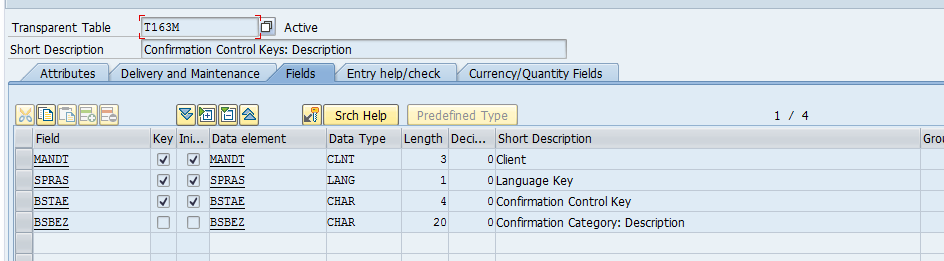 Transparent Table T163M Active
Short Description Confirmation Control Keys: Description
Attributes Delivery and Maintenance Fields Entry help/check Currency/Quantity Fields
Srch Help Predefined Type 1 / 4
Field Key Ini... Data element Data Type Length Deci... Short Description Grou
MANDT MANDT CLNT 3 0 Client
SPRAS SPRAS LANG 1 0 Language Key
BSTAE BSTAE CHAR 4 0 Confirmation Control Key
BSBEZ BSBEZ CHAR 20 0 Confirmation Category: Description